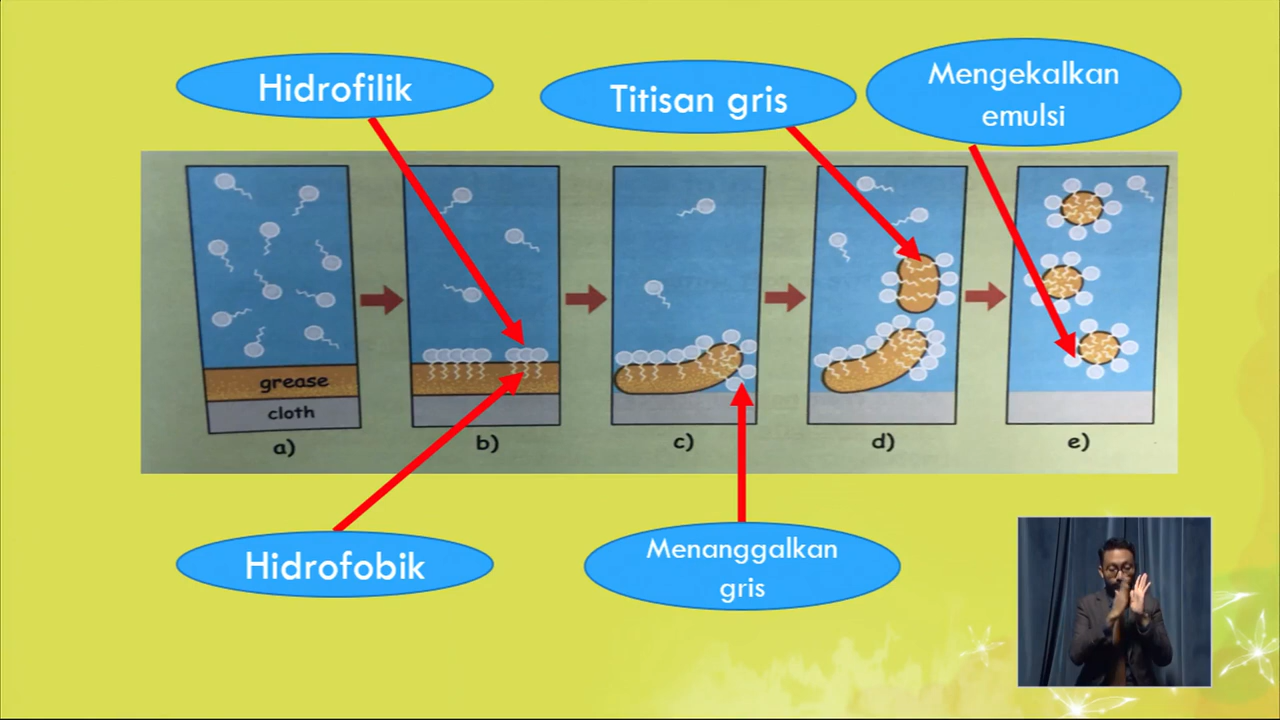 Hidrofilik
Titisan gris
Mengekalkan
emulsi
grease
cloth
a)
b)
c)
d)
e)
Hidrofobik
Menanggalkan
gris